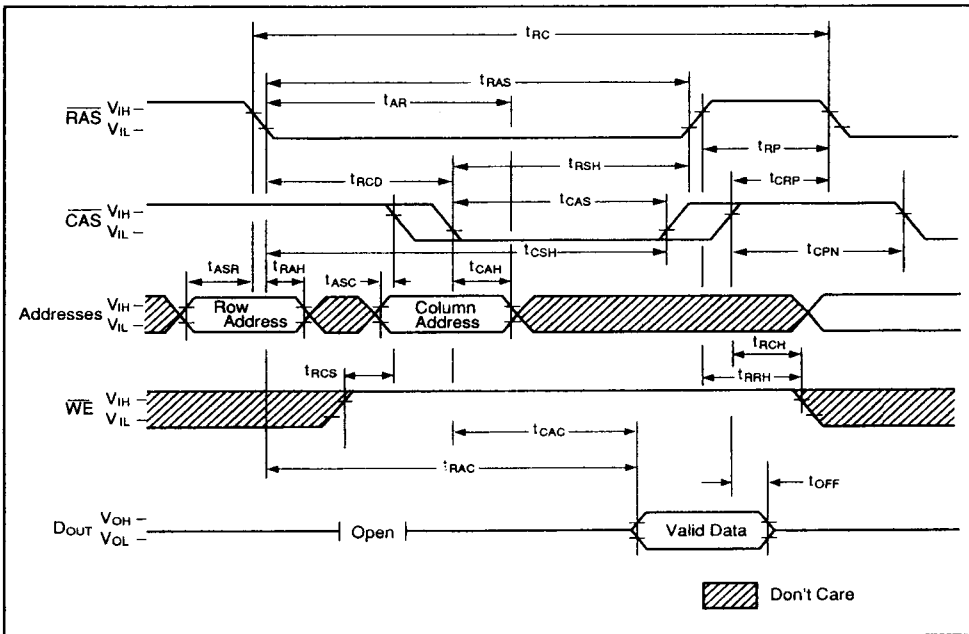 tRC
tRAS
tAR
RAS VIH
VIL
tRP
tRSH
tRCD
tCRP
tCAS
CAS VIH
VIL
tCSH
tCPN
tASR tRAH tASC tCAH
Addresses VIH
VIL
Row Address
Column Address
tRCH
tRCS
tRRH
WE VIH
VIL
tCAC
tRAC
tOFF
DOUT VOH
VOL
Open
Valid Data
Don't Care